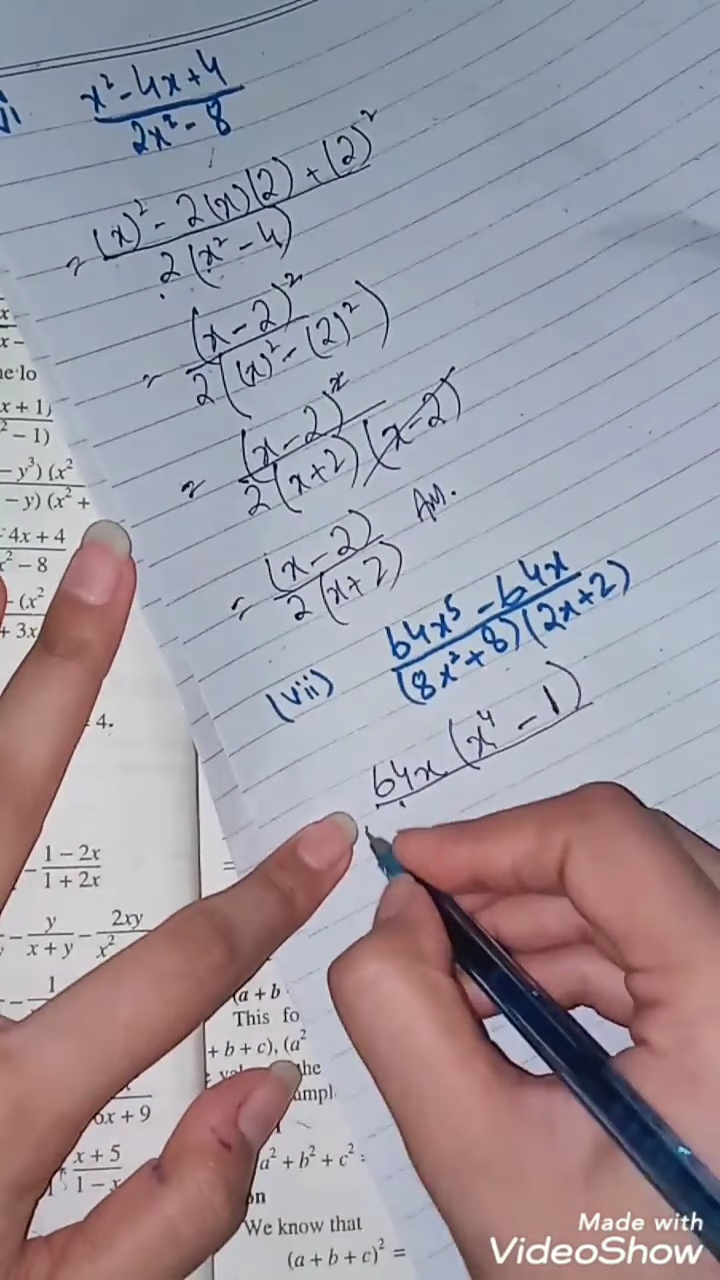 vi x² - 4x + 4
2x² - 8
= (x)² - 2(x)(2) + (2)²
2(x² - 4)
= (x - 2)²
2((x)² - (2)²)
= (x - 2)²
2(x+2)(x-2)
= (x - 2)
2(x+2)
Ans.
(vii) 64x⁵ - 64x
(8x² + 8)(2x+2)
64x(x⁴ - 1)
x
x −
x + 1)
² − 1)
− y³) (x²
− y) (x² +
4x + 4
² − 8
(x²
+ 3x
4.
1 − 2x
1 + 2x
− y/x + y − 2xy/x²
− 1
6x + 9
x + 5
1 −
=
(a + b
This fo
+ b + c), (a²
the
ampl
a² + b² + c² :
on
We know that
(a + b + c)² =
Made with
VideoShow